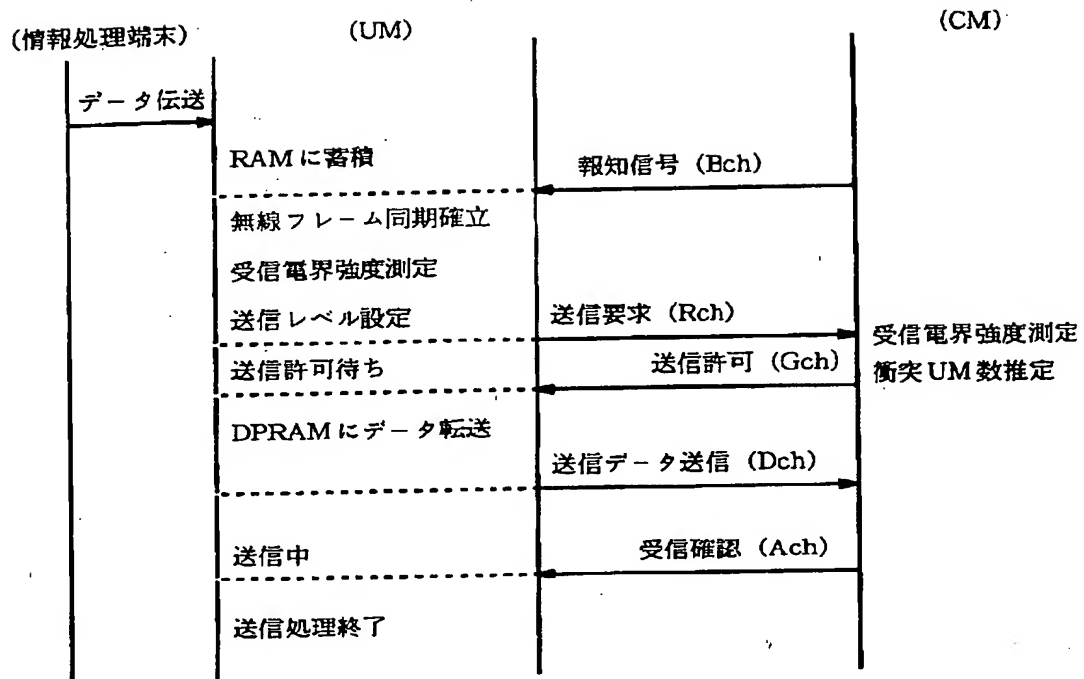 (情報処理端末)
(UM)
(CM)
データ伝送
RAMに蓄積
報知信号 (Bch)
無線フレーム同期確立
受信電界強度測定
送信レベル設定
送信要求 (Rch)
受信電界強度測定
送信許可待ち
送信許可 (Gch)
衝突UM数推定
DPRAMにデータ転送
送信データ送信 (Dch)
送信中
受信確認 (Ach)
送信処理終了